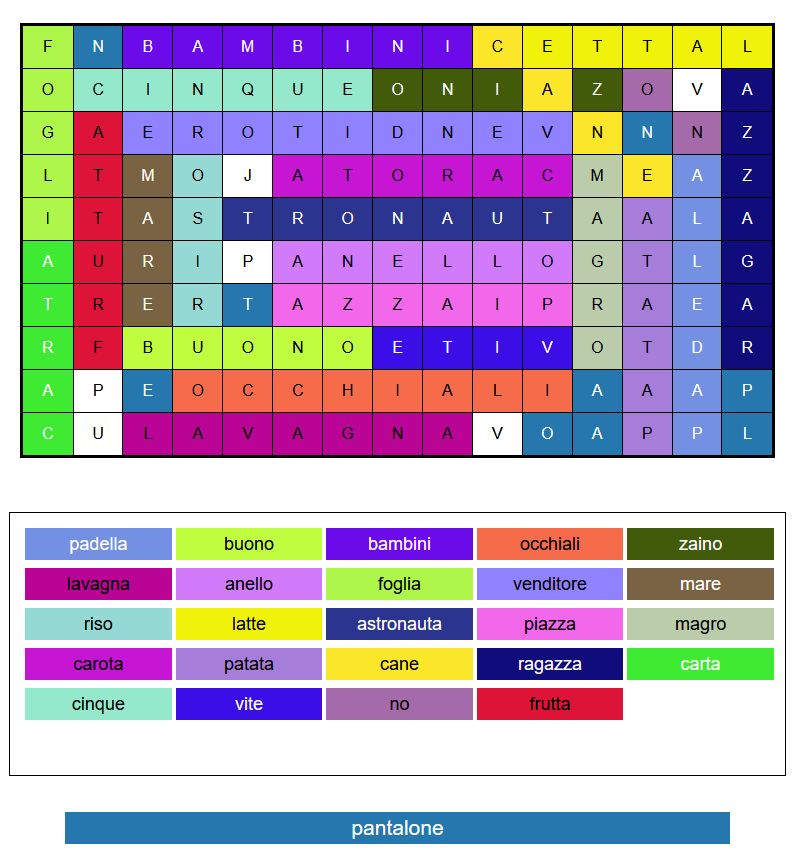 F N B A M B I N I C E T T A L
O C I N Q U E O N I A Z O V A
G A E R O T I D N E V N N N Z
L T M O J A T O R A C M E A Z
I T A S T R O N A U T A A L A
A U R I P A N E L L O G T L G
T R E R T A Z Z A I P R A E A
R F B U O N O E T I V O T D R
A P E O C C H I A L I A A A P
C U L A V A G N A V O A P P L
padella buono bambini occhiali zaino
lavagna anello foglia venditore mare
riso latte astronauta piazza magro
carota patata cane ragazza carta
cinque vite no frutta
pantalone